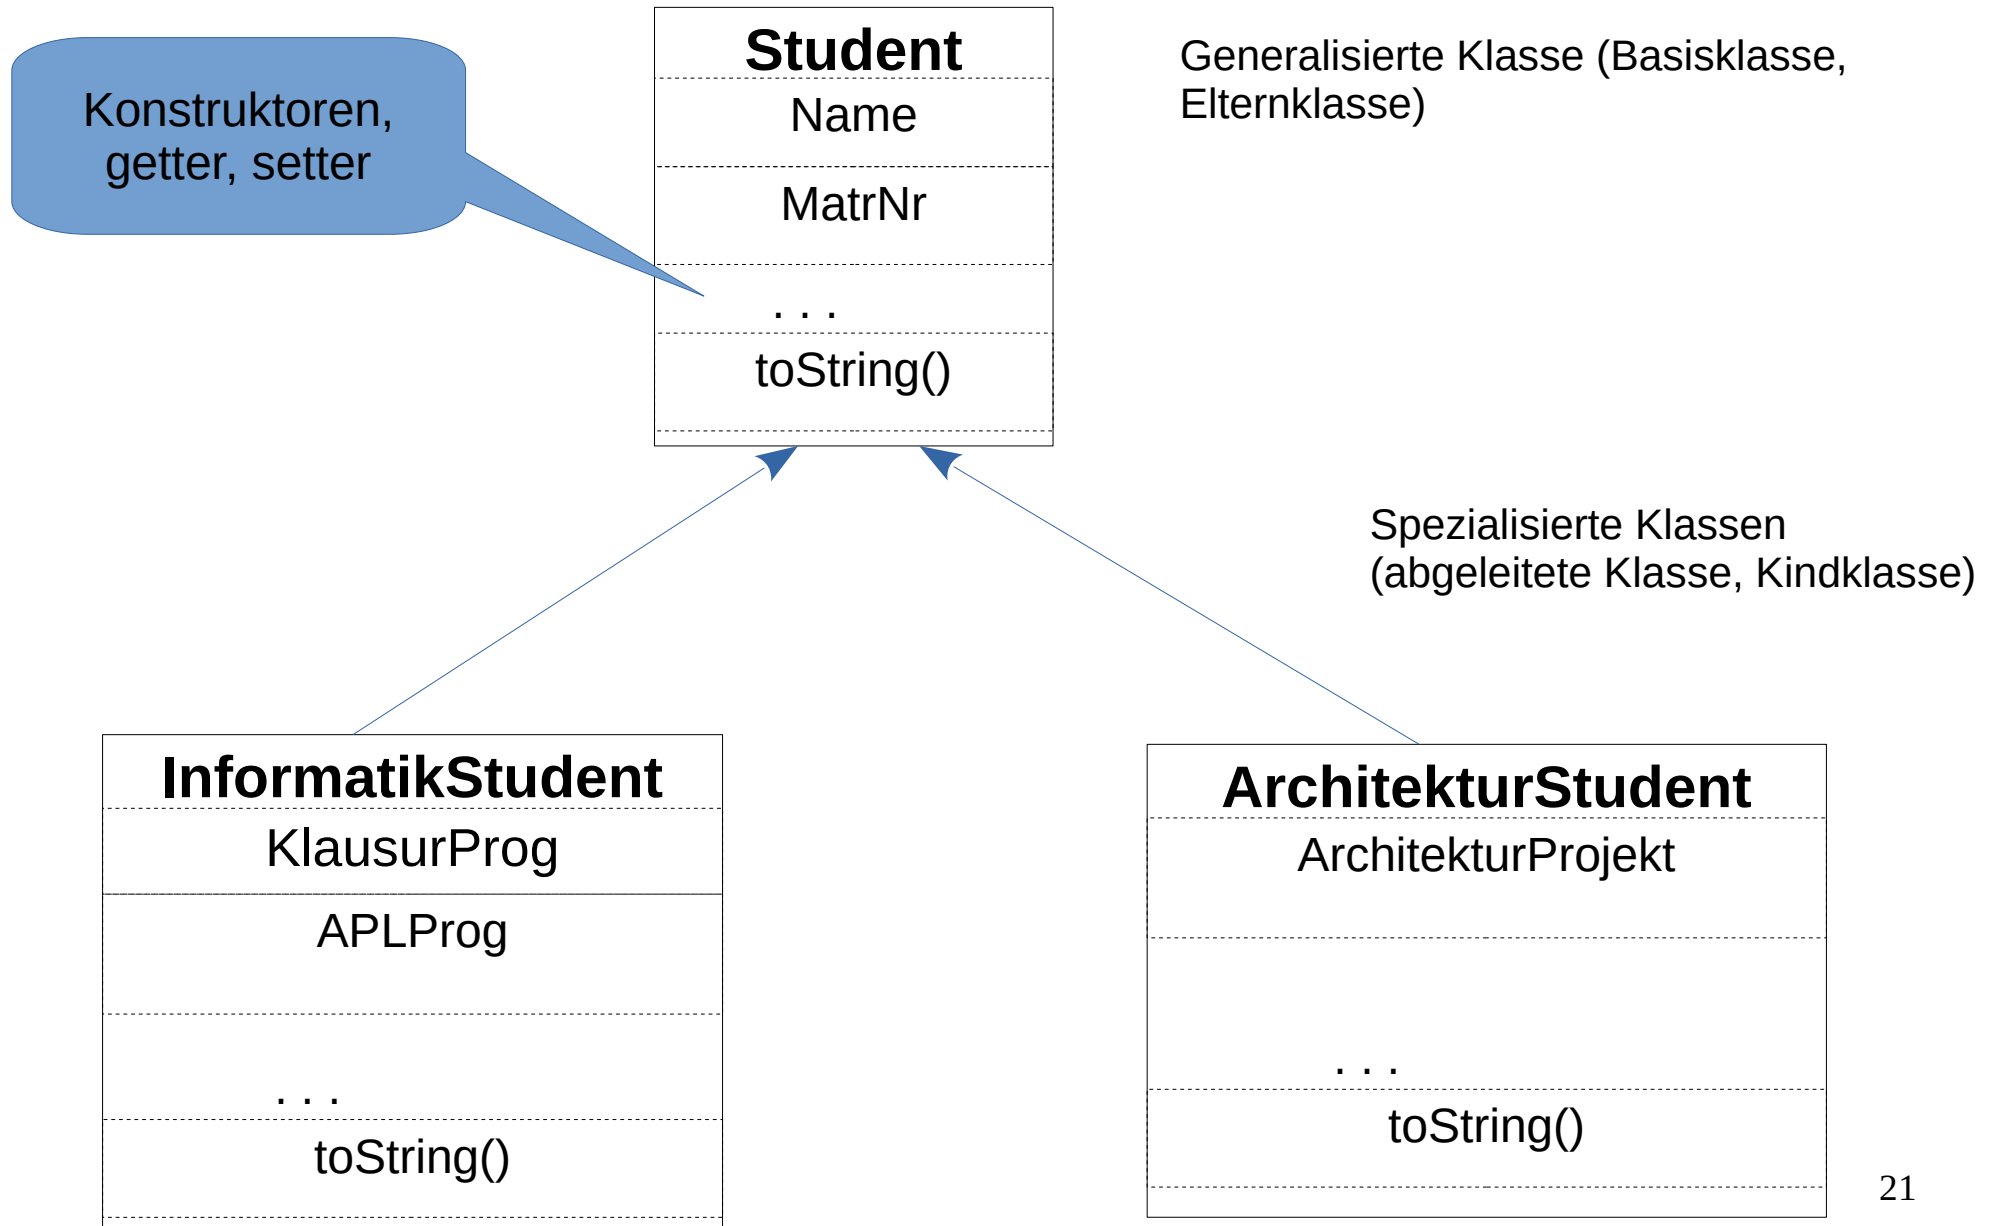 Student
Name
MatrNr
. . .
toString()
Konstruktoren,
getter, setter
Generalisierte Klasse (Basisklasse,
Elternklasse)
Spezialisierte Klassen
(abgeleitete Klasse, Kindklasse)
InformatikStudent
KlausurProg
APLProg
. . .
toString()
ArchitekturStudent
ArchitekturProjekt
. . .
toString()
21